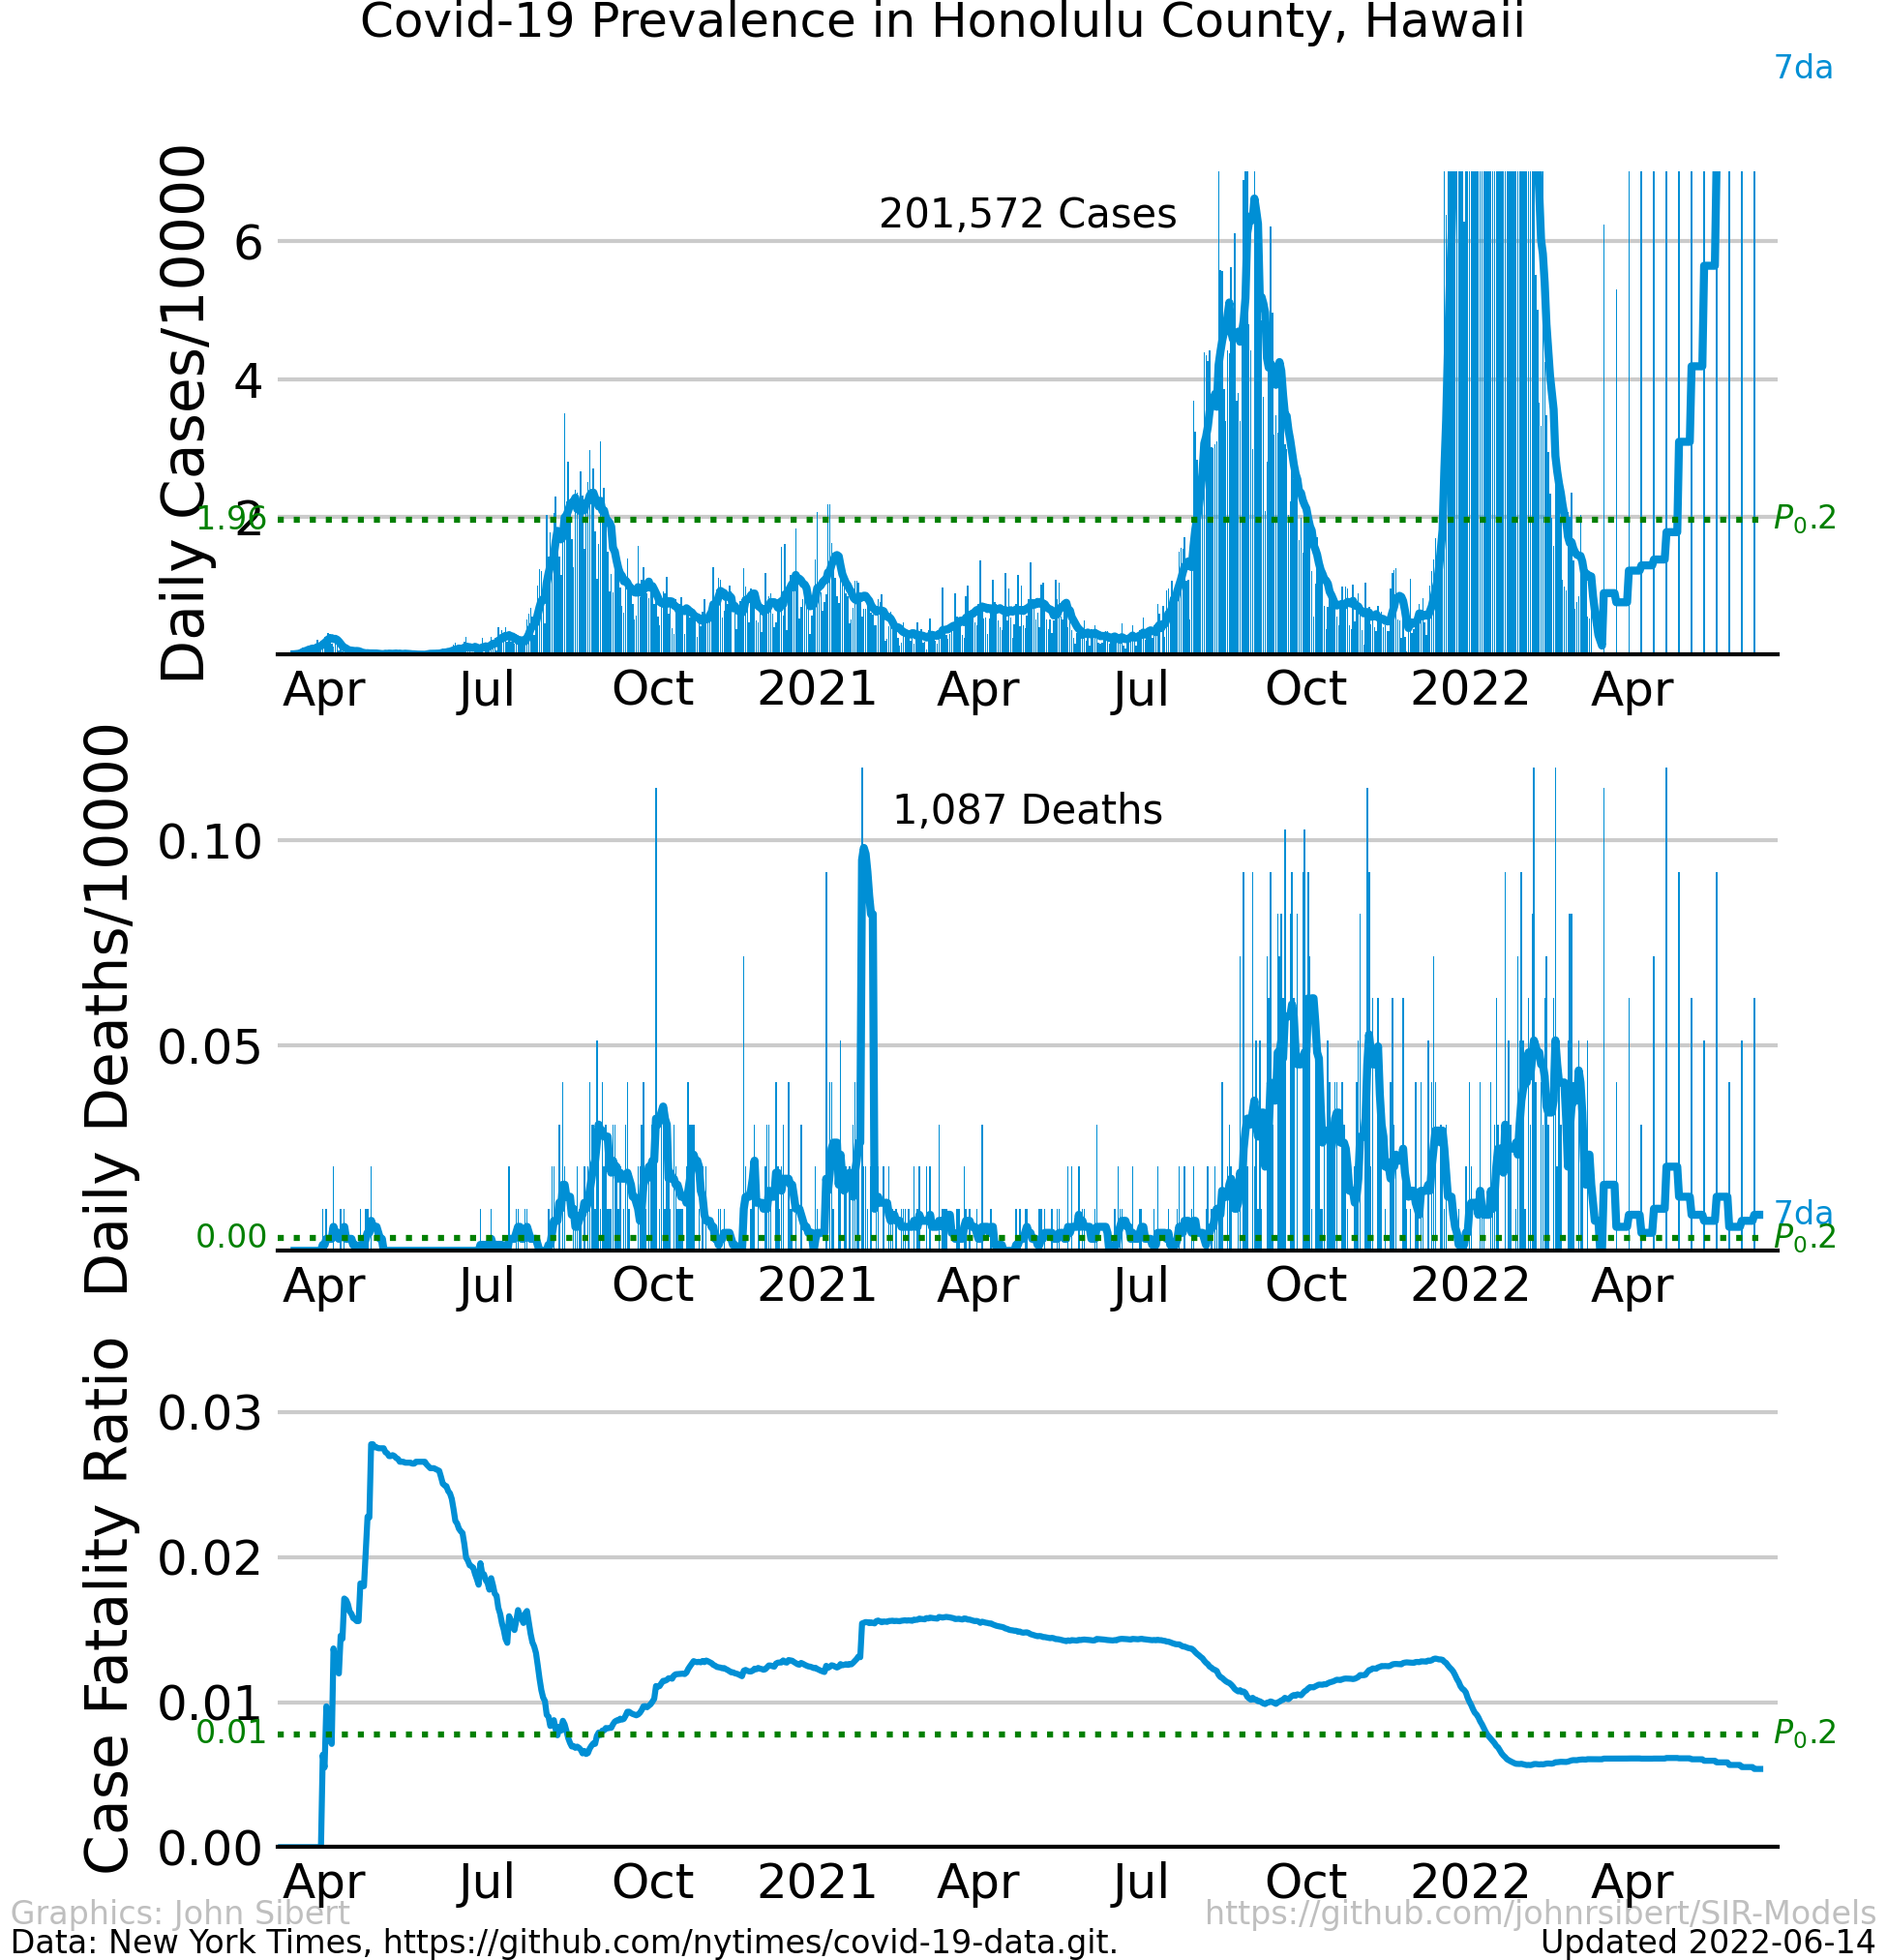 Covid-19 Prevalence in Honolulu County, Hawaii
7da
Daily Cases/10000
201,572 Cases
6
4
2
1.96
P0.2
Apr Jul Oct 2021 Apr Jul Oct 2022 Apr
Daily Deaths/10000
1,087 Deaths
0.10
0.05
0.00
7da
P0.2
Apr Jul Oct 2021 Apr Jul Oct 2022 Apr
Case Fatality Ratio
0.03
0.02
0.01
0.01
P0.2
0.00
Apr Jul Oct 2021 Apr Jul Oct 2022 Apr
Graphics: John Sibert
https://github.com/johnrsibert/SIR-Models
Data: New York Times, https://github.com/nytimes/covid-19-data.git.
Updated 2022-06-14